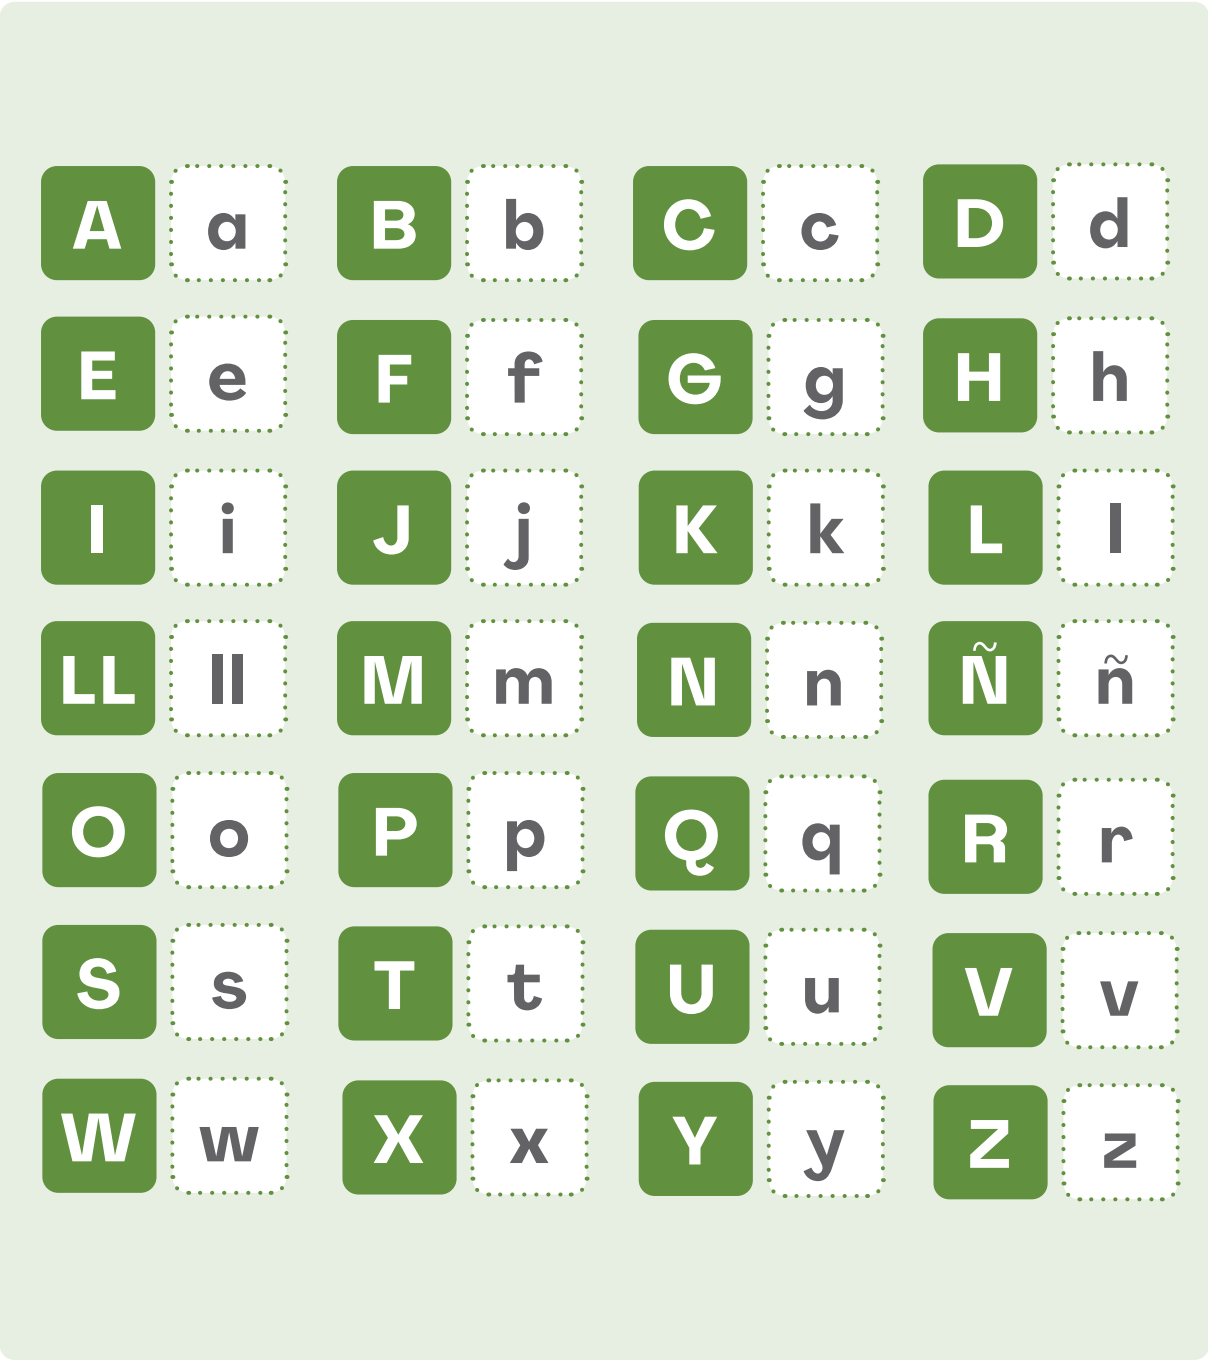 A a B b C c D d
E e F f G g H h
I i J j K k L l
LL ll M m N n Ñ ñ
O o P p Q q R r
S s T t U u V v
W w X x Y y Z z